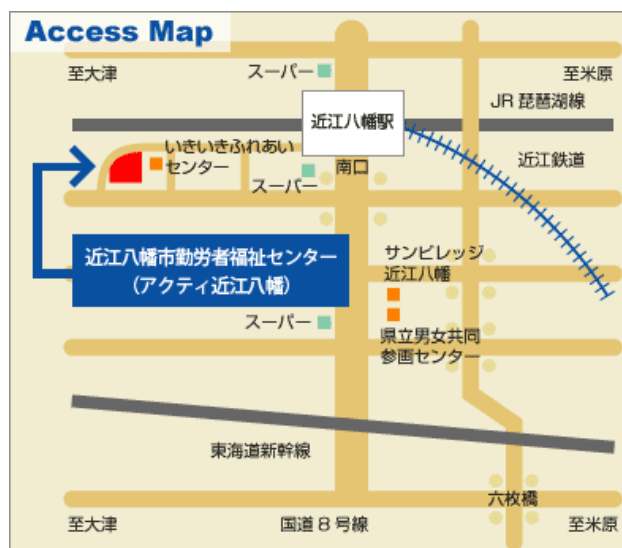 Access Map
至大津
スーパー
至米原
JR 琵琶湖線
近江八幡駅
いきいきふれあい
センター
近江鉄道
スーパー
南口
近江八幡市勤労者福祉センター
（アクティ近江八幡）
サンビレッジ
近江八幡
スーパー
県立男女共同
参画センター
東海道新幹線
六枚橋
至大津
国道８号線
至米原